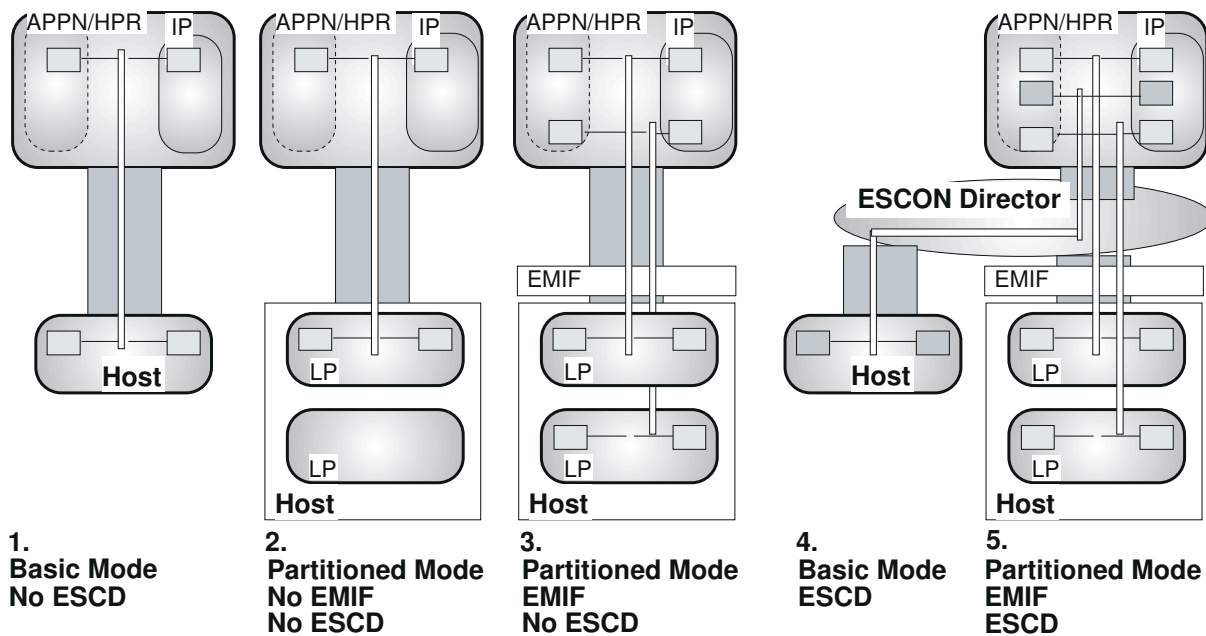 APPN/HPR
IP
APPN/HPR
IP
APPN/HPR
IP
APPN/HPR
IP
ESCON Director
EMIF
EMIF
Host
LP
LP
Host
LP
LP
Host
Host
LP
LP
Host
1.
Basic Mode
No ESCD
2.
Partitioned Mode
No EMIF
No ESCD
3.
Partitioned Mode
EMIF
No ESCD
4.
Basic Mode
ESCD
5.
Partitioned Mode
EMIF
ESCD